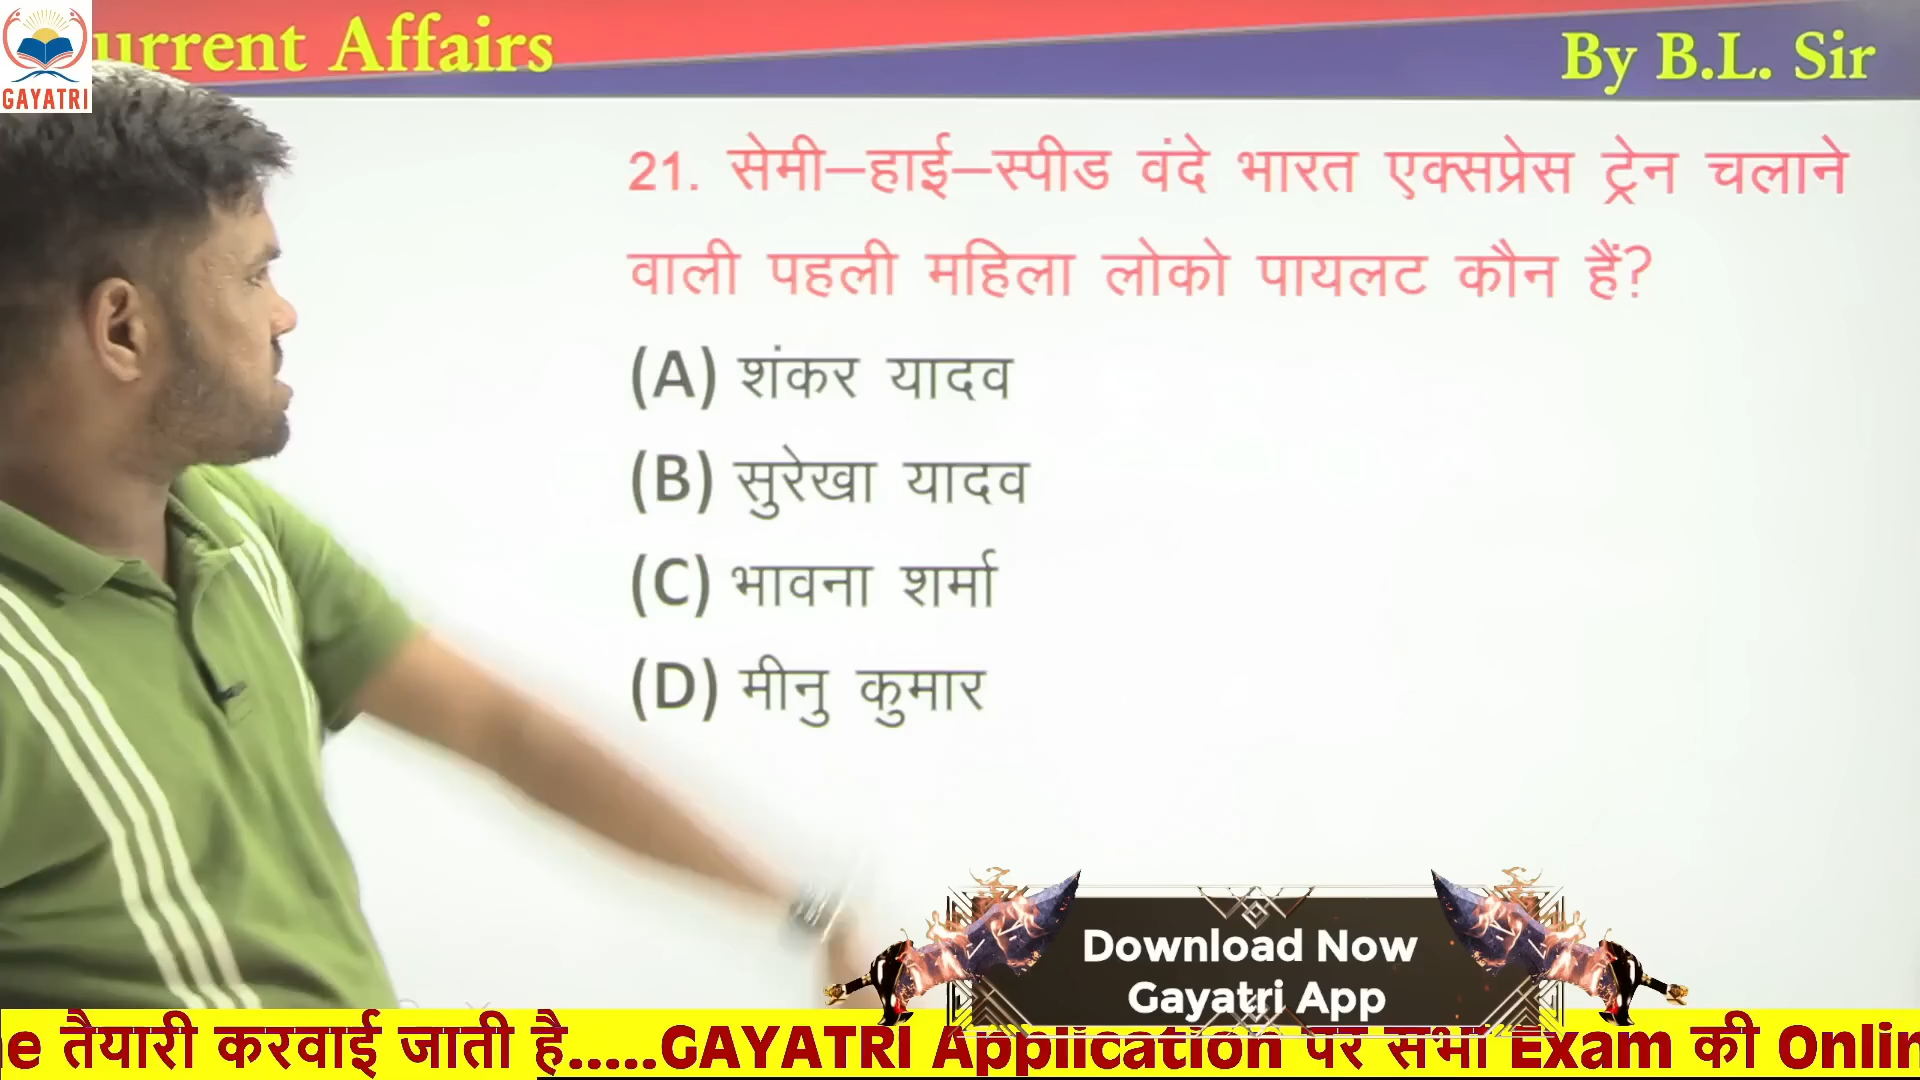 urrent Affairs
By B.L. Sir
GAYATRI
21. सेमी–हाई–स्पीड वंदे भारत एक्सप्रेस ट्रेन चलाने
वाली पहली महिला लोको पायलट कौन हैं?
(A) शंकर यादव
(B) सुरेखा यादव
(C) भावना शर्मा
(D) मीनु कुमार
Download Now
Gayatri App
e तैयारी करवाई जाती है.....GAYATRI Application पर सभी Exam की Onlin